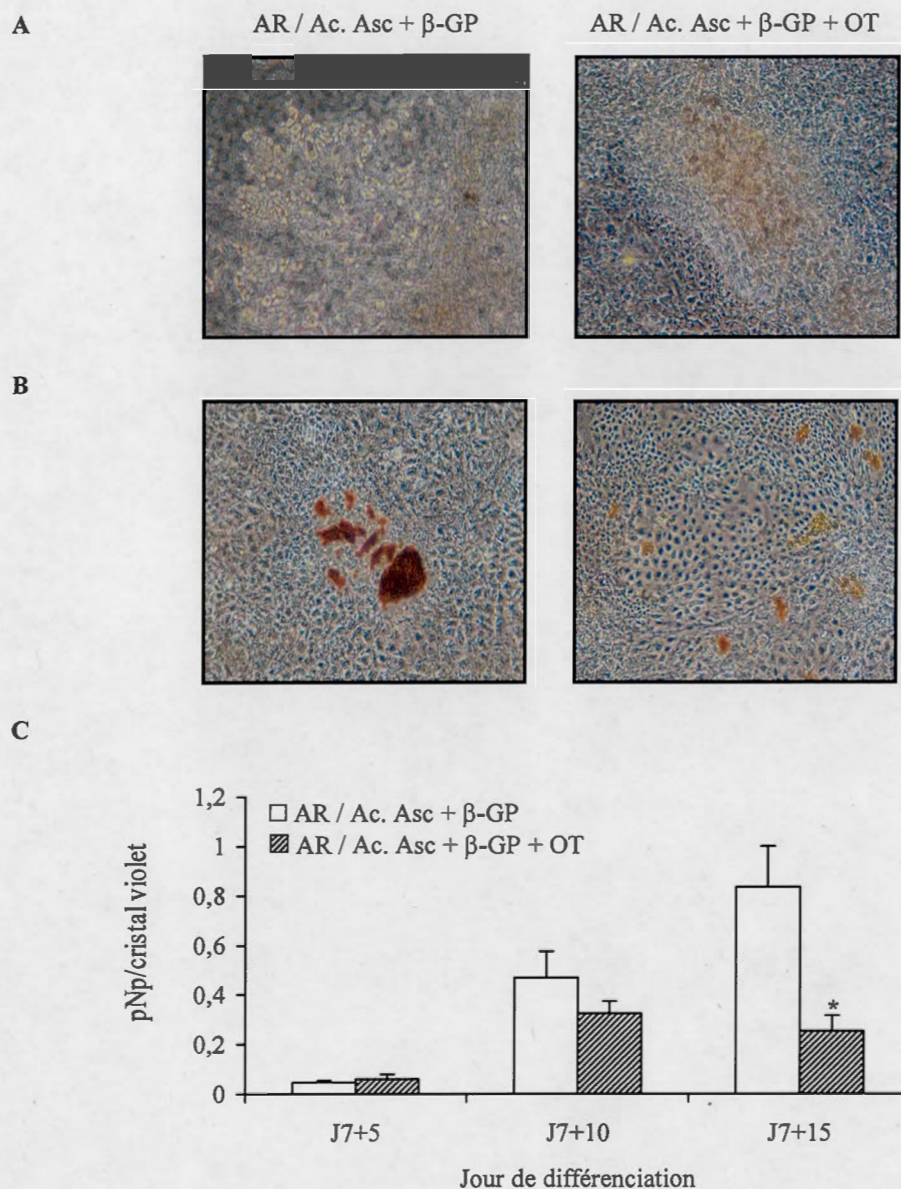 A
AR / Ac. Asc + β-GP
AR / Ac. Asc + β-GP + OT
B
C
1,2
1
0,8
0,6
0,4
0,2
0
pNp/cristal violet
AR / Ac. Asc + β-GP
AR / Ac. Asc + β-GP + OT
*
J7+5
J7+10
J7+15
Jour de différenciation